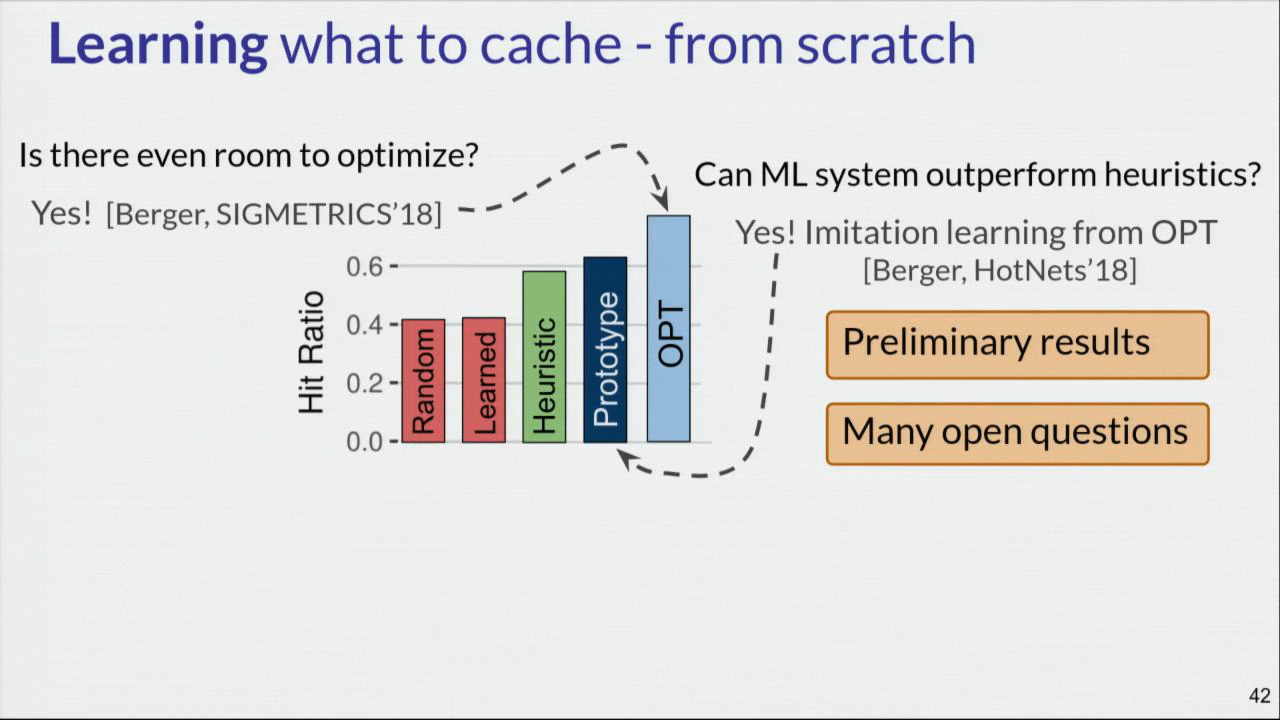 Learning what to cache - from scratch
Is there even room to optimize?
Yes! [Berger, SIGMETRICS’18]
Can ML system outperform heuristics?
Yes! Imitation learning from OPT
[Berger, HotNets’18]
Hit Ratio
0.6
0.4
0.2
0.0
Random
Learned
Heuristic
Prototype
OPT
Preliminary results
Many open questions
42